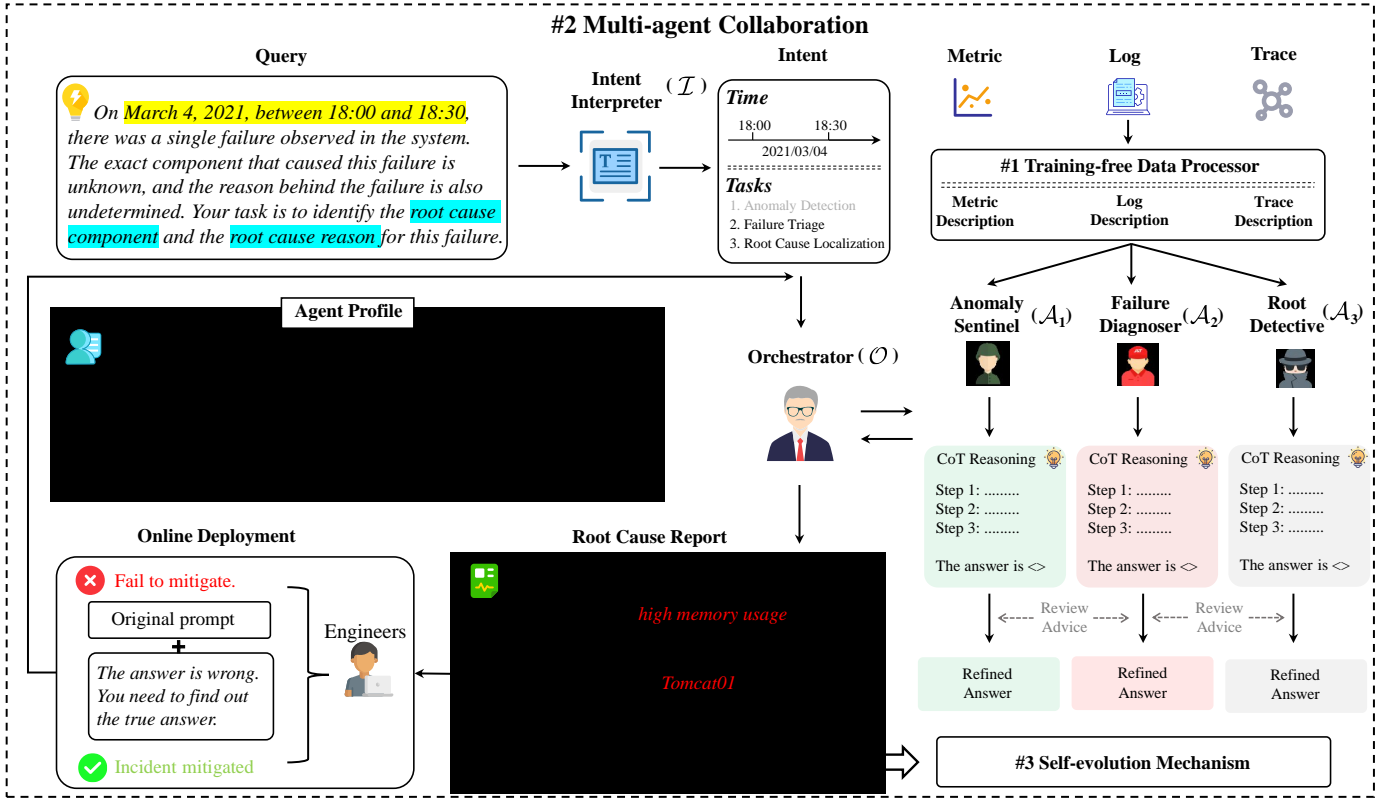 #2 Multi-agent Collaboration
Query
On March 4, 2021, between 18:00 and 18:30,
there was a single failure observed in the system.
The exact component that caused this failure is
unknown, and the reason behind the failure is also
undetermined. Your task is to identify the root cause
component and the root cause reason for this failure.
Intent
Interpreter
(ℐ)
Intent
Time
18:00 18:30
2021/03/04
Tasks
1. Anomaly Detection
2. Failure Triage
3. Root Cause Localization
Metric Log Trace
#1 Training-free Data Processor
Metric
Description
Log
Description
Trace
Description
Agent Profile
Orchestrator (𝒪)
Anomaly
Sentinel
(𝒜1)
Failure
Diagnoser
(𝒜2)
Root
Detective
(𝒜3)
CoT Reasoning
Step 1: .........
Step 2: .........
Step 3: .........
The answer is <>
CoT Reasoning
Step 1: .........
Step 2: .........
Step 3: .........
The answer is <>
CoT Reasoning
Step 1: .........
Step 2: .........
Step 3: .........
The answer is <>
Review
Advice
Review
Advice
Refined
Answer
Refined
Answer
Refined
Answer
Online Deployment
Fail to mitigate.
Original prompt
+
The answer is wrong.
You need to find out
the true answer.
Incident mitigated
Engineers
Root Cause Report
high memory usage
Tomcat01
#3 Self-evolution Mechanism